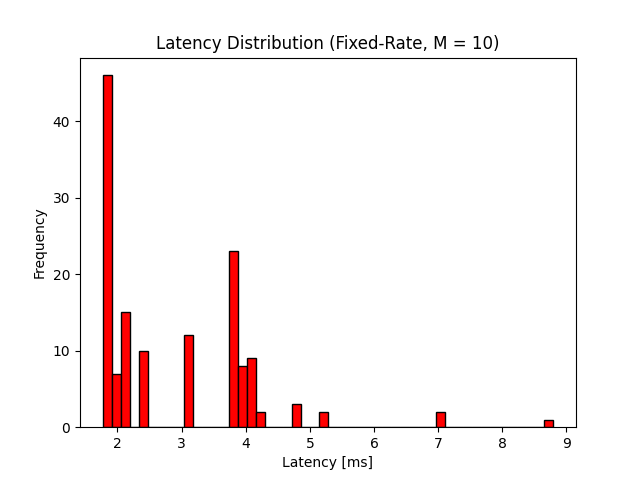 Latency Distribution (Fixed-Rate, M = 10)
Frequency
40
30
20
10
0
2 3 4 5 6 7 8 9
Latency [ms]